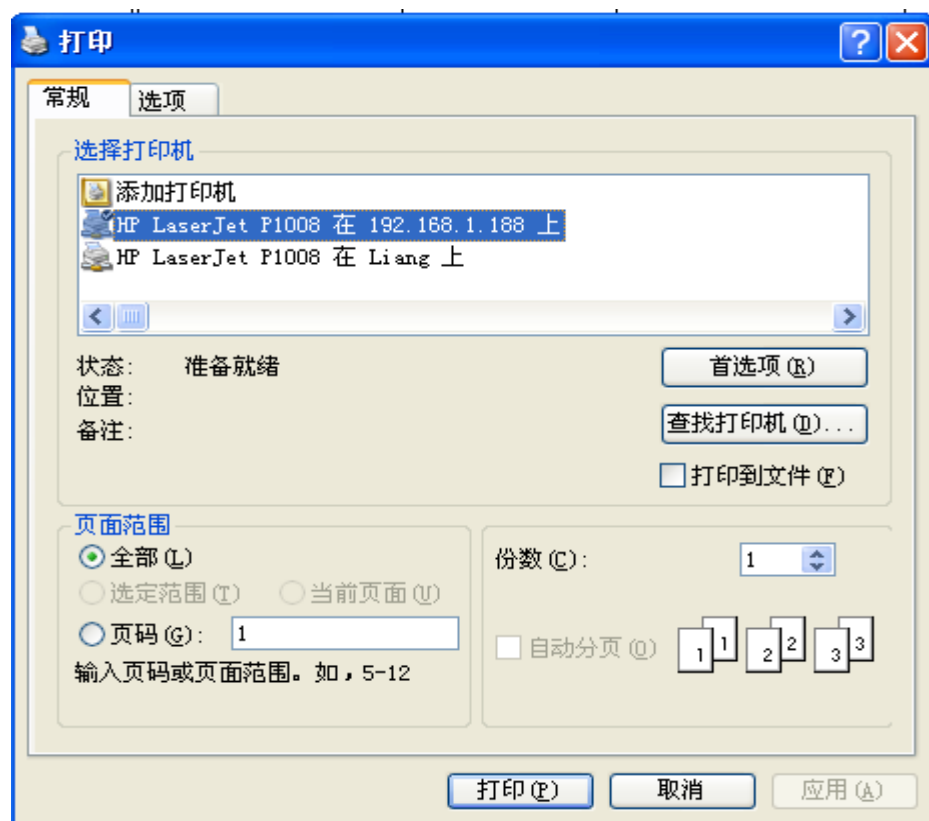 打印
常规 选项
选择打印机
添加打印机
HP LaserJet P1008 在 192.168.1.188 上
HP LaserJet P1008 在 Liang 上
状态: 准备就绪
首选项(R)
位置:
备注:
查找打印机(D)...
打印到文件(F)
页面范围
全部(L)
选定范围(T) 当前页面(U)
页码(G): 1
输入页码或页面范围。如,5-12
份数(C): 1
自动分页(O) 1 1 2 2 3 3
打印(P) 取消 应用(A)